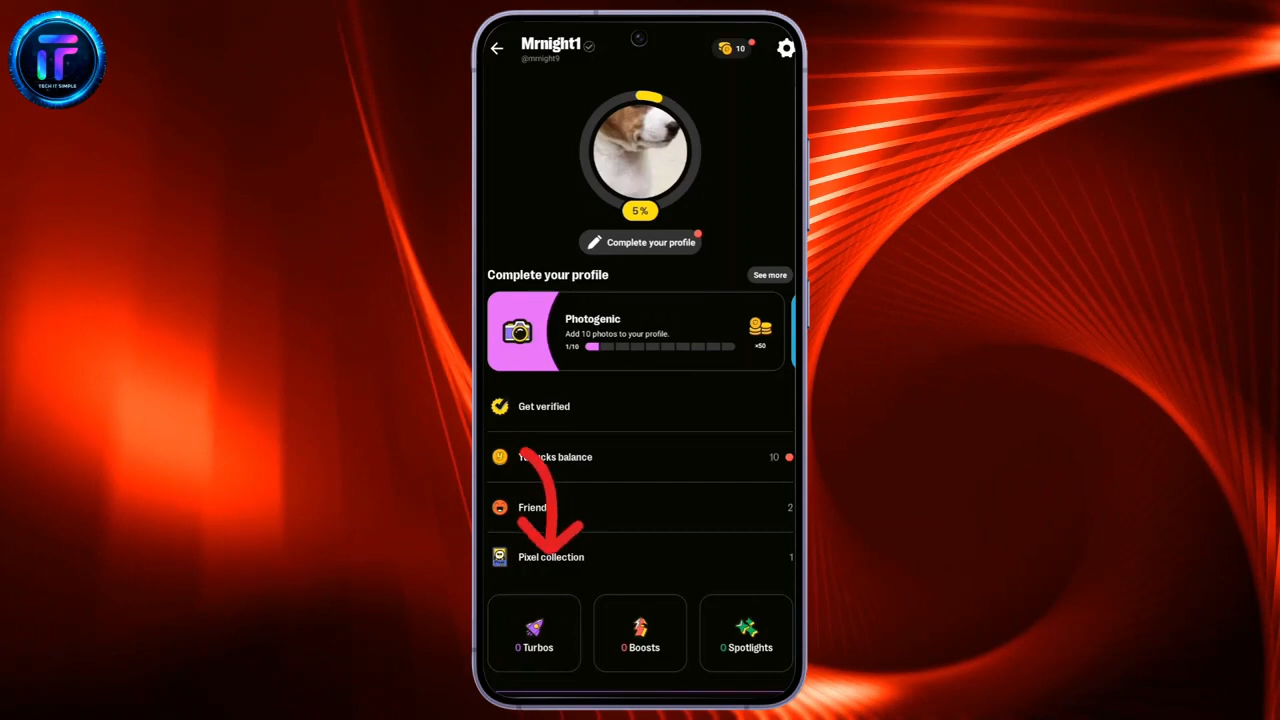 TF
TECH IT SIMPLE
Mrnight1
@mrnight9
10
5%
Complete your profile
Complete your profile
See more
Photogenic
Add 10 photos to your profile.
1/10
×50
Get verified
balance
10
Friend
2
Pixel collection
1
0 Turbos
0 Boosts
0 Spotlights